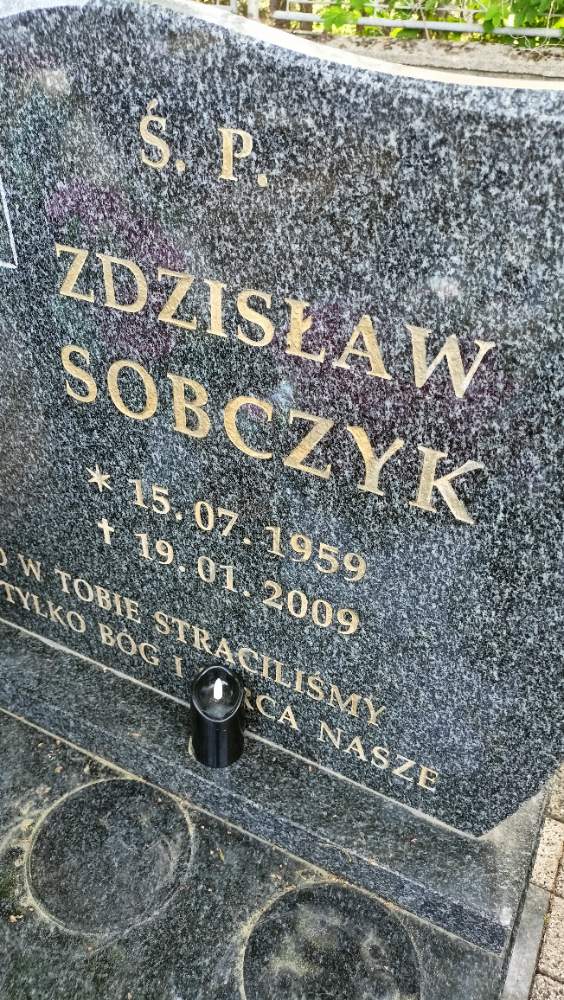 Ś. P.
ZDZISŁAW
SOBCZYK
* 15.07.1959
✝ 19.01.2009
W TOBIE STRACILIŚMY
TYLKO BÓG I NASZE